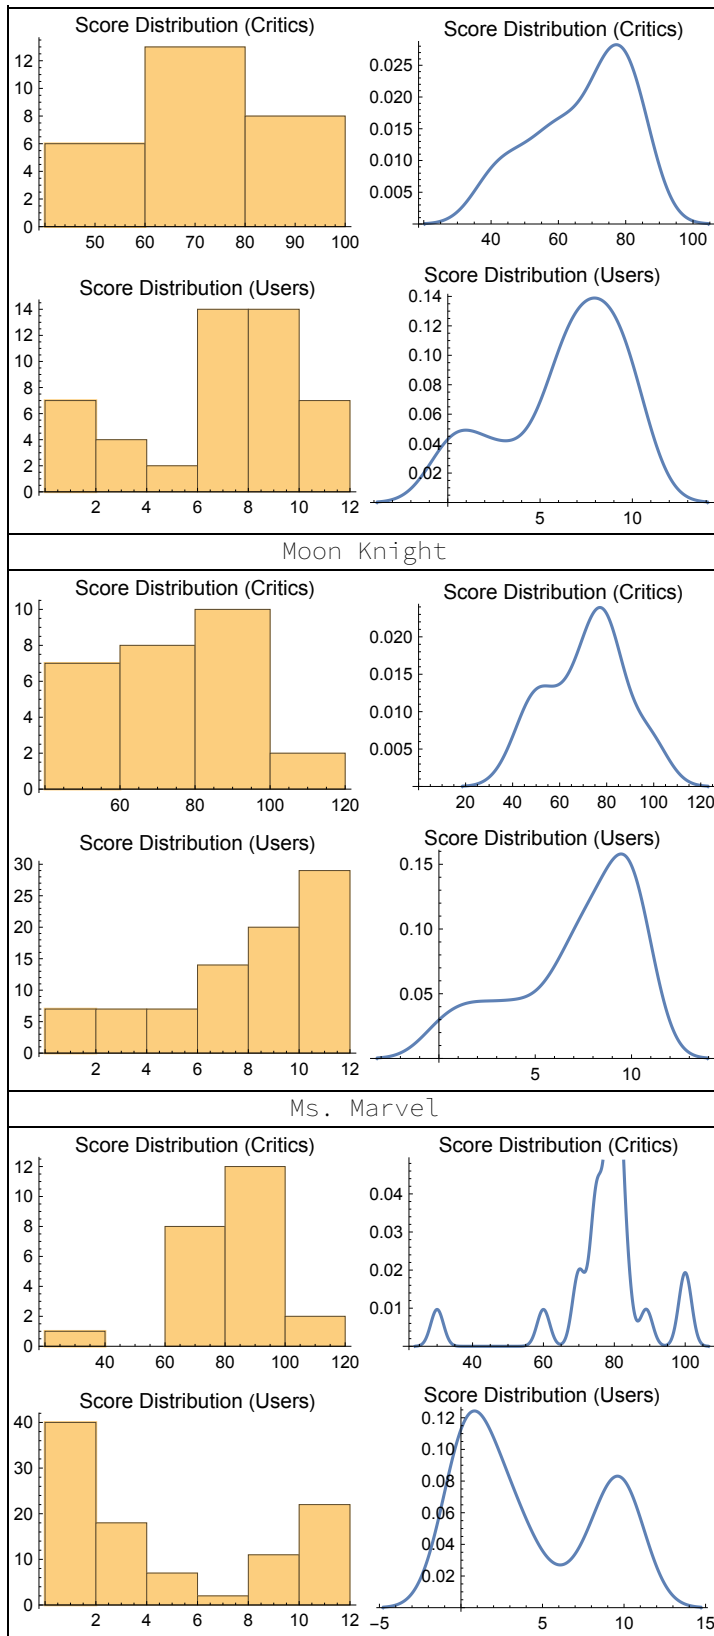 Score Distribution (Critics)
12
10
8
6
4
2
0
50 60 70 80 90 100
Score Distribution (Critics)
0.025
0.020
0.015
0.010
0.005
40 60 80 100
Score Distribution (Users)
14
12
10
8
6
4
2
0
2 4 6 8 10 12
Score Distribution (Users)
0.14
0.12
0.10
0.08
0.06
0.04
0.02
5 10
Moon Knight
Score Distribution (Critics)
10
8
6
4
2
0
60 80 100 120
Score Distribution (Critics)
0.020
0.015
0.010
0.005
20 40 60 80 100 120
Score Distribution (Users)
30
25
20
15
10
5
0
2 4 6 8 10 12
Score Distribution (Users)
0.15
0.10
0.05
5 10
Ms. Marvel
Score Distribution (Critics)
12
10
8
6
4
2
0
40 60 80 100 120
Score Distribution (Critics)
0.04
0.03
0.02
0.01
40 60 80 100
Score Distribution (Users)
40
30
20
10
0
2 4 6 8 10 12
Score Distribution (Users)
0.12
0.10
0.08
0.06
0.04
0.02
−5 5 10 15